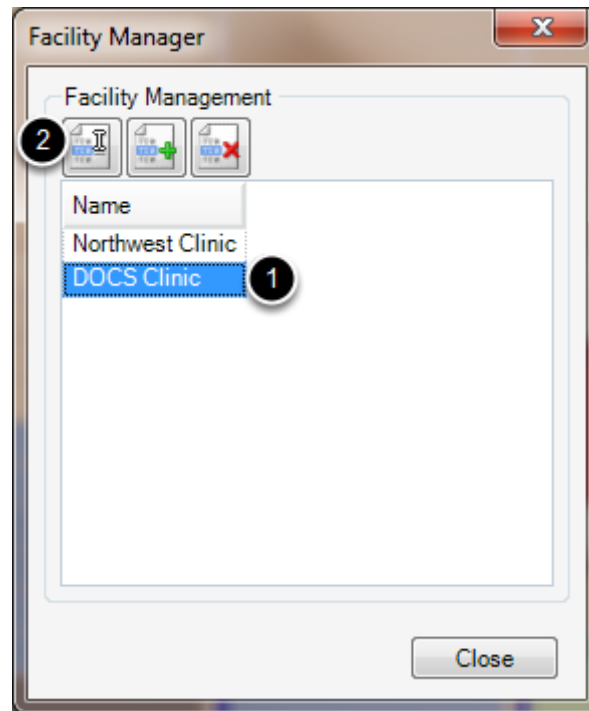 Facility Manager
Facility Management
2
Name
Northwest Clinic
DOCS Clinic 1
Close